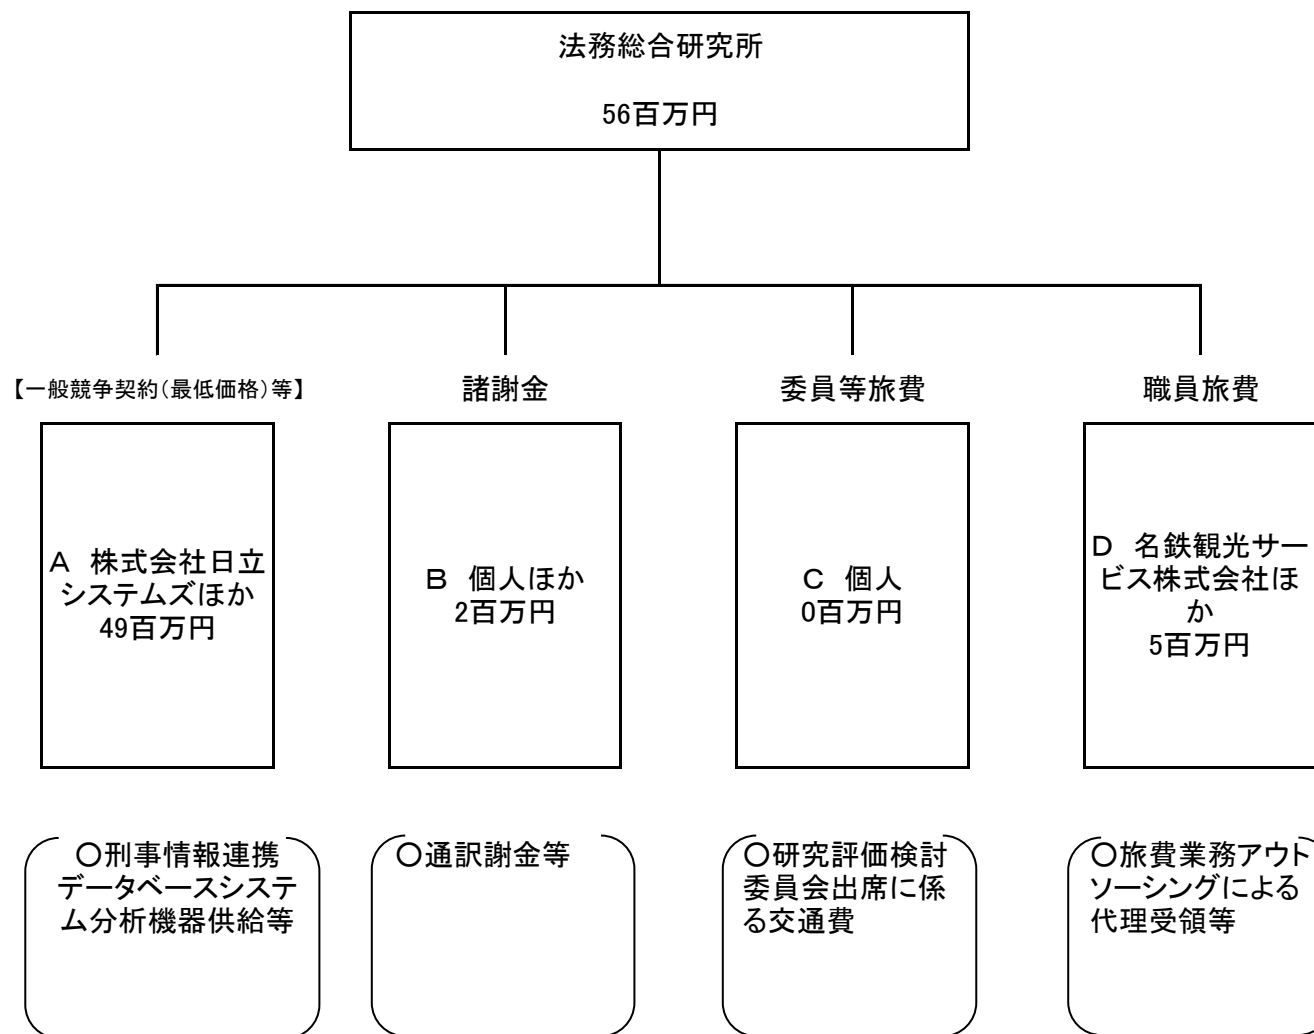 法務総合研究所
56百万円
【一般競争契約（最低価格）等】
諸謝金
委員等旅費
職員旅費
Ａ　株式会社日立
システムズほか
49百万円
Ｂ　個人ほか
2百万円
Ｃ　個人
0百万円
Ｄ　名鉄観光サー
ビス株式会社ほ
か
5百万円
○刑事情報連携
データベースシステ
ム分析機器供給等
○通訳謝金等
○研究評価検討
委員会出席に係
る交通費
○旅費業務アウト
ソーシングによる
代理受領等